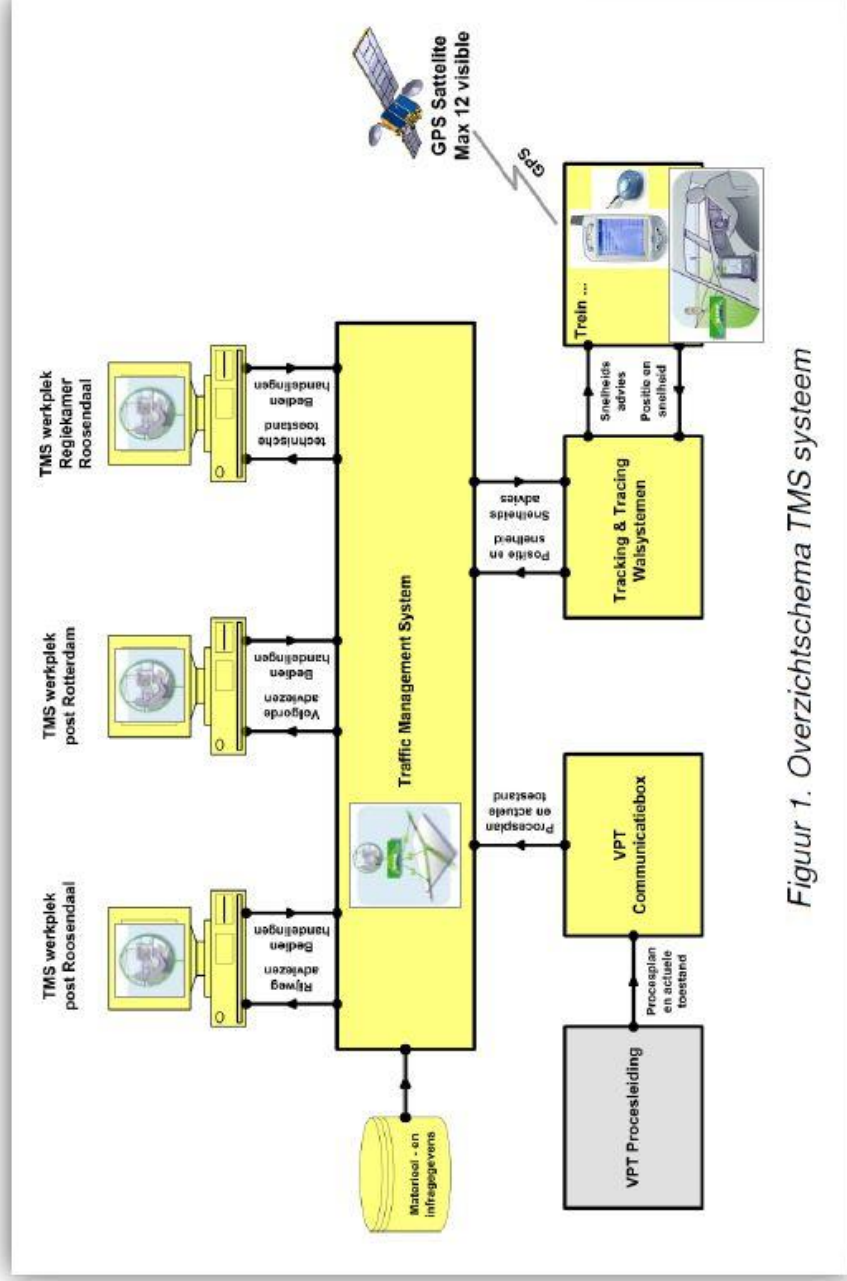 TMS werkplek
post Roosendaal
TMS werkplek
post Rotterdam
TMS werkplek
Regiekamer
Roosendaal
Rijweg
adviezen
Bedien
handelingen
Volgorde
adviezen
Bedien
handelingen
technische
toestand
Bedien
handelingen
Materieel - en
infragegevens
Traffic Management System
GPS Sattelite
Max 12 visible
GPS
Procesplan
en actuele
toestand
Positie en
snelheid
Snelheids
advies
VPT Procesleiding
Procesplan
en actuele
toestand
VPT
Communicatiebox
Tracking & Tracing
Walsystemen
Snelheids
advies
Positie en
snelheid
Trein ...
Figuur 1. Overzichtschema TMS systeem